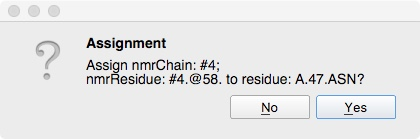 Assignment
Assign nmrChain: #4;
nmrResidue: #4.@58. to residue: A.47.ASN?
No
Yes